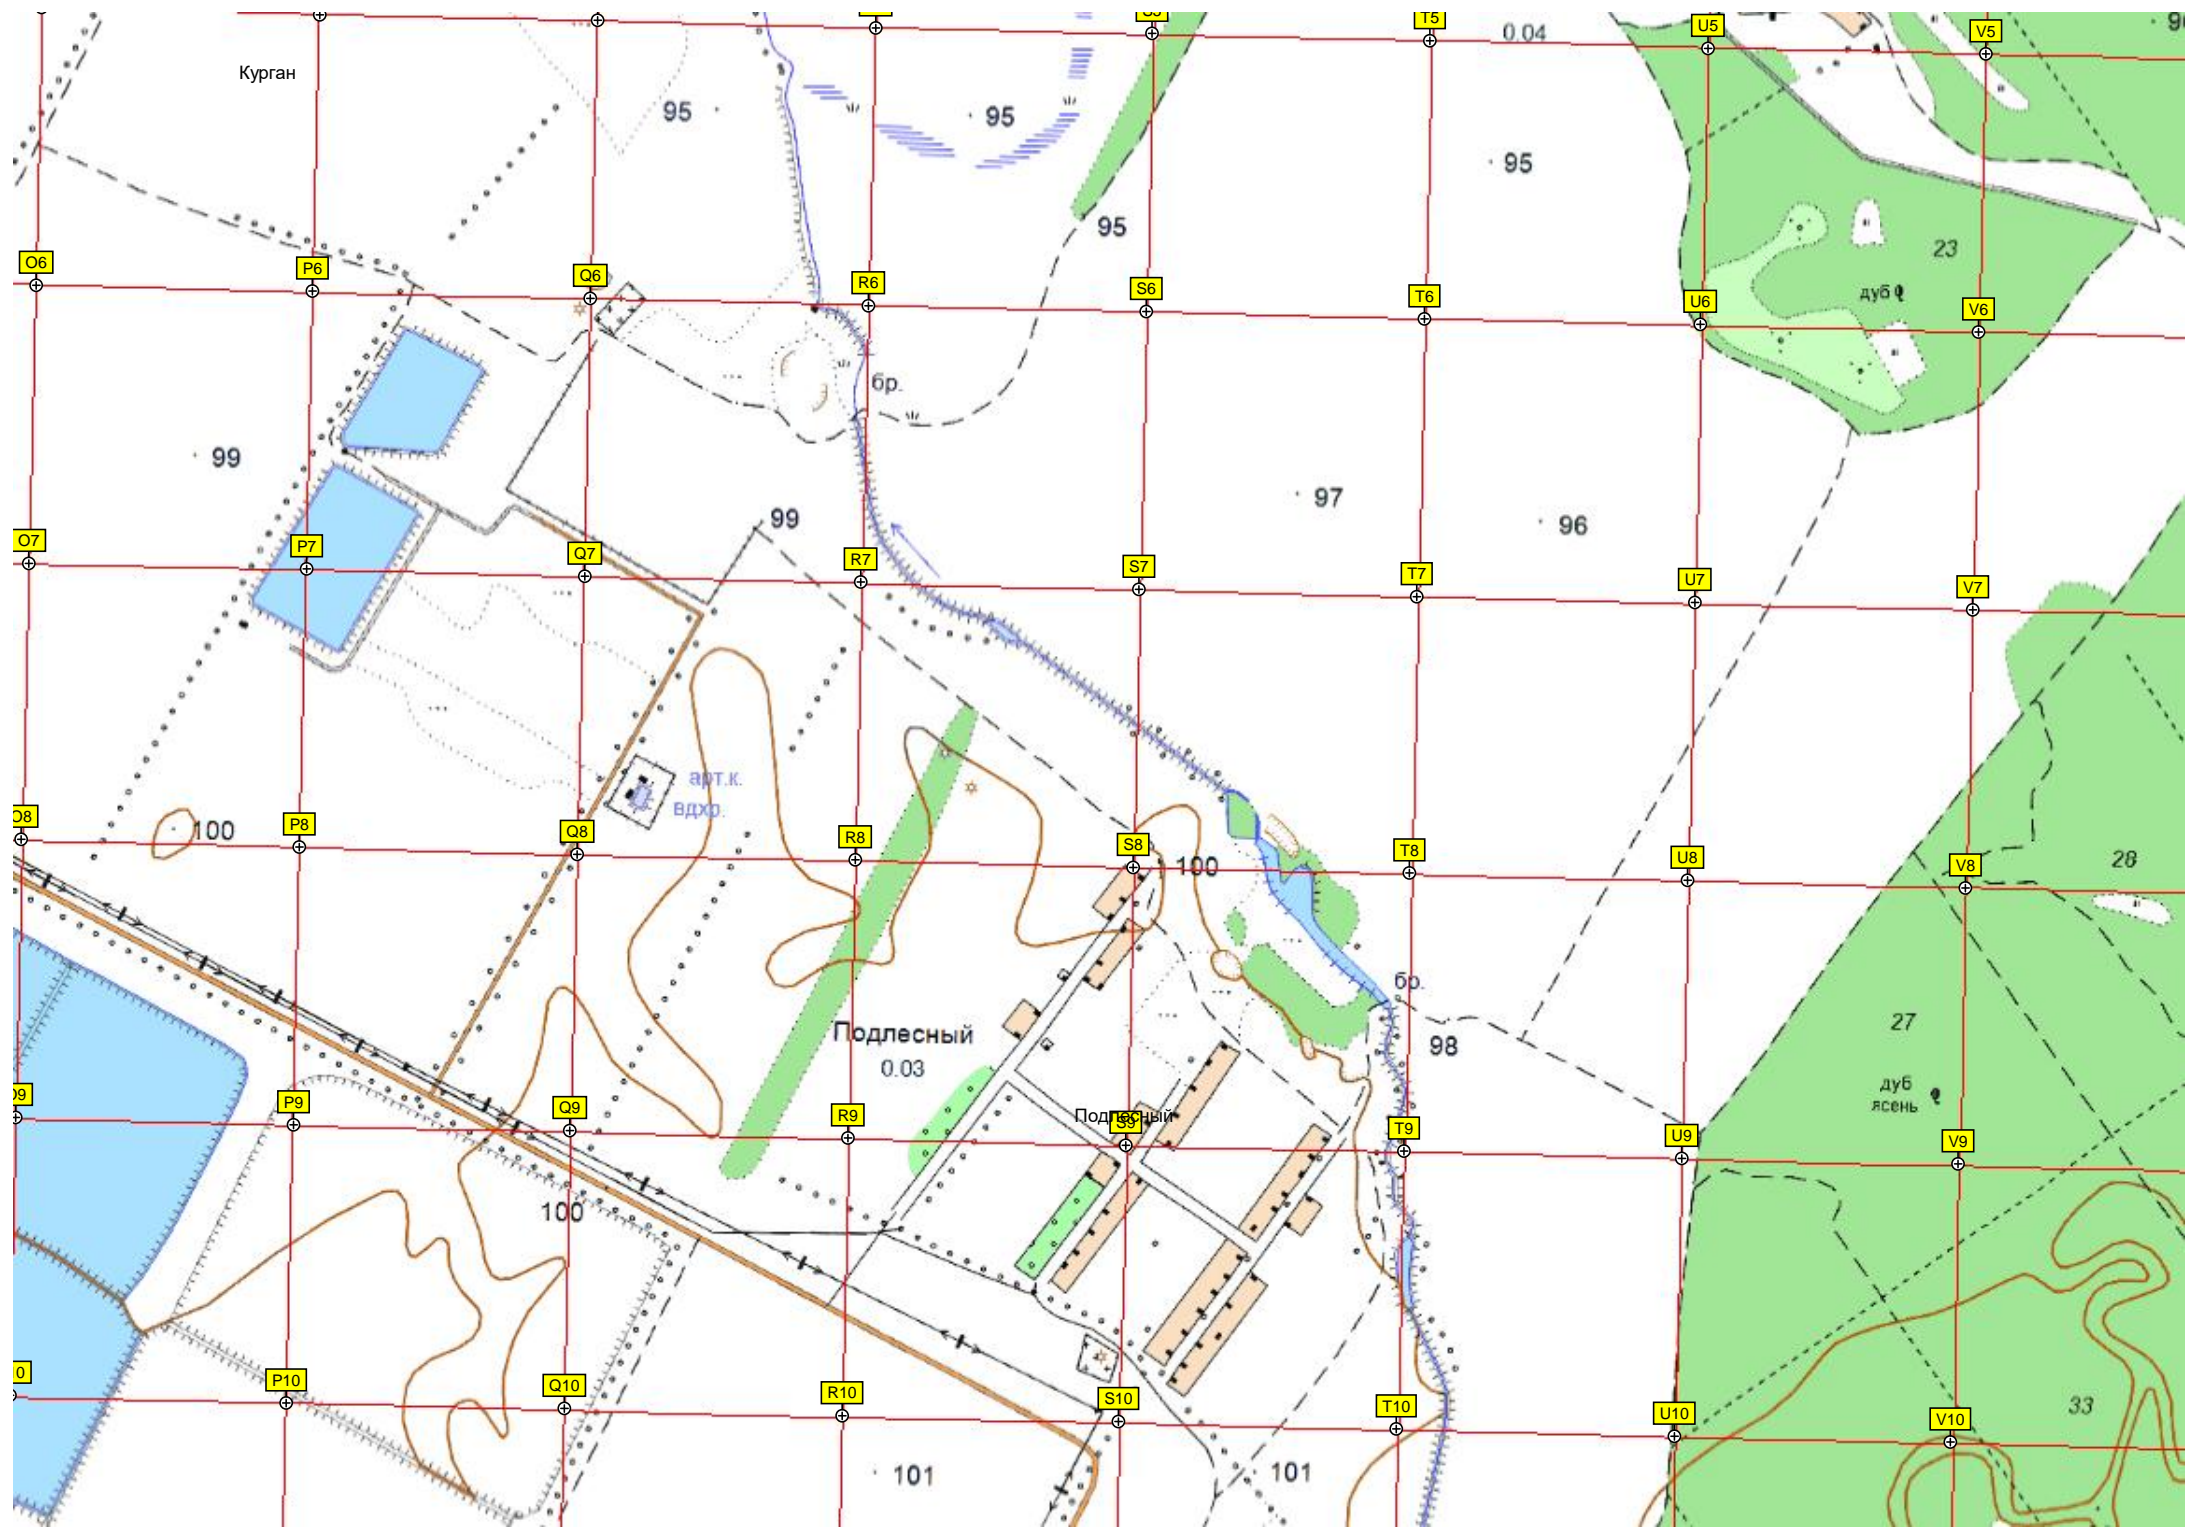 T5
0.04
U5
V5
Курган
95
95
95
95
23
дуб
O6
P6
Q6
R6
S6
T6
U6
V6
бр.
99
99
97
96
O7
P7
Q7
R7
S7
T7
U7
V7
арт.к.
вдхр.
O8
100
P8
Q8
R8
S8
100
T8
U8
V8
28
бр.
27
Подлесный
0.03
98
дуб
ясень
P9
Q9
R9
Подлесный
S9
T9
U9
V9
100
0
P10
Q10
R10
S10
T10
U10
V10
33
101
101